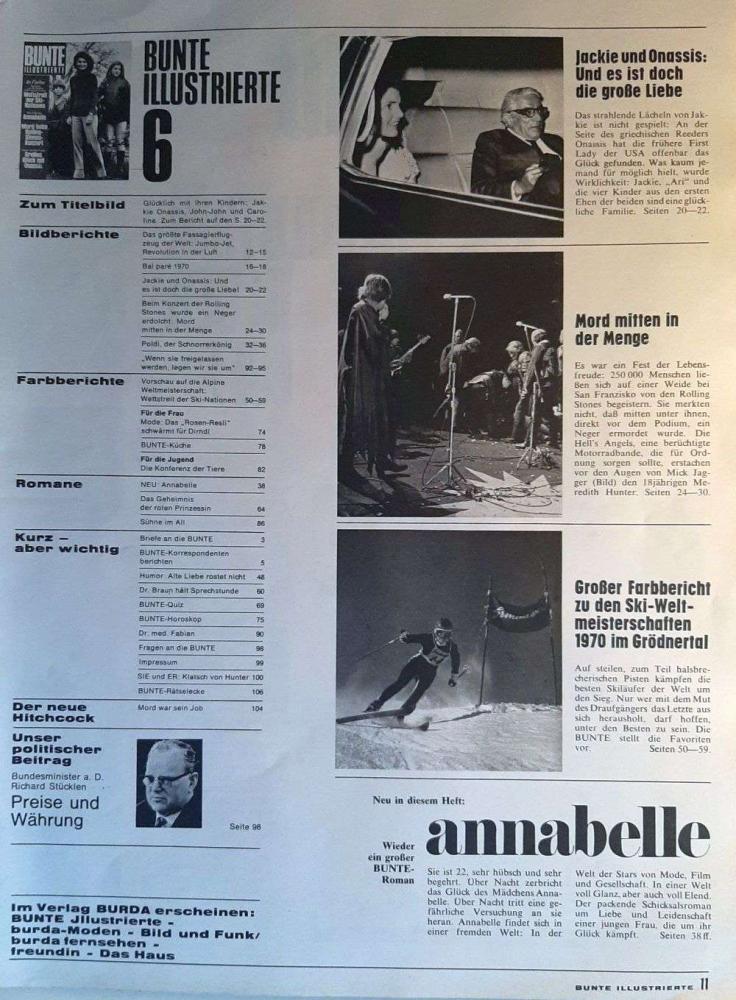 BUNTE
ILLUSTRIERTE
BUNTE
ILLUSTRIERTE
6
Zum Titelbild
Glücklich mit ihren Kindern: Jak-
kie Onassis, John-John und Caro-
line. Zum Bericht auf den S. 20—22.
Bildberichte
Das größte Passagierflug-
zeug der Welt: Jumbo-Jet,
Revolution in der Luft 12—15
Bal paré 1970 16—18
Jackie und Onassis: Und
es ist doch die große Liebe! 20—22
Beim Konzert der Rolling
Stones wurde ein Neger
erdolcht: Mord
mitten in der Menge 24—30
Poldi, der Schnorrerkönig 32—36
„Wenn sie freigelassen
werden, legen wir sie um" 92—95
Farbberichte
Vorschau auf die Alpine
Weltmeisterschaft:
Wettstreit der Ski-Nationen 50—59
Für die Frau
Mode: Das „Rosen-Resli"
schwärmt für Dirndl 74
BUNTE-Küche 78
Für die Jugend
Die Konferenz der Tiere 82
Romane
NEU: Annabelle 38
Das Geheimnis
der roten Prinzessin 64
Sühne im All 86
Kurz —
aber wichtig
Briefe an die BUNTE 3
BUNTE-Korrespondenten
berichten 5
Humor: Alte Liebe rostet nicht 48
Dr. Braun hält Sprechstunde 60
BUNTE-Quiz 69
BUNTE-Horoskop 75
Dr. med. Fabian 90
Fragen an die BUNTE 96
Impressum 99
SIE und ER: Klatsch von Hunter 100
BUNTE-Rätselecke 106
Der neue
Hitchcock
Mord war sein Job 104
Unser
politischer
Beitrag
Bundesminister a. D.
Richard Stücklen
Preise und
Währung
Seite 98
Im Verlag BURDA erscheinen:
BUNTE Jllustrierte -
burda-Moden - Bild und Funk/
burda fernsehen -
freundin - Das Haus
Jackie und Onassis:
Und es ist doch
die große Liebe
Das strahlende Lächeln von Jak-
kie ist nicht gespielt: An der
Seite des griechischen Reeders
Onassis hat die frühere First
Lady der USA offenbar das
Glück gefunden. Was kaum je-
mand für möglich hielt, wurde
Wirklichkeit: Jackie, „Ari" und
die vier Kinder aus den ersten
Ehen der beiden sind eine glück-
liche Familie. Seiten 20—22.
Mord mitten in
der Menge
Es war ein Fest der Lebens-
freude: 250 000 Menschen lie-
ßen sich auf einer Weide bei
San Franzisko von den Rolling
Stones begeistern. Sie merkten
nicht, daß mitten unter ihnen,
direkt vor dem Podium, ein
Neger ermordet wurde. Die
Hell's Angels, eine berüchtigte
Motorradbande, die für Ord-
nung sorgen sollte, erstachen
vor den Augen von Mick Jag-
ger (Bild) den 18jährigen Me-
redith Hunter. Seiten 24—30.
Großer Farbbericht
zu den Ski-Welt-
meisterschaften
1970 im Grödnertal
Auf steilen, zum Teil halsbre-
cherischen Pisten kämpfen die
besten Skiläufer der Welt um
den Sieg. Nur wer mit dem Mut
des Draufgängers das Letzte aus
sich herausholt, darf hoffen,
unter den Besten zu sein. Die
BUNTE stellt die Favoriten
vor. Seiten 50—59.
Neu in diesem Heft:
Wieder
ein großer
BUNTE-
Roman
annabelle
Sie ist 22, sehr hübsch und sehr
begehrt. Über Nacht zerbricht
das Glück des Mädchens Anna-
belle. Über Nacht tritt eine ge-
fährliche Versuchung an sie
heran. Annabelle findet sich in
einer fremden Welt: In der
Welt der Stars von Mode, Film
und Gesellschaft. In einer Welt
voll Glanz, aber auch voll Elend.
Der packende Schicksalsroman
um Liebe und Leidenschaft
einer jungen Frau, die um ihr
Glück kämpft. Seiten 38 ff.
BUNTE ILLUSTRIERTE 11